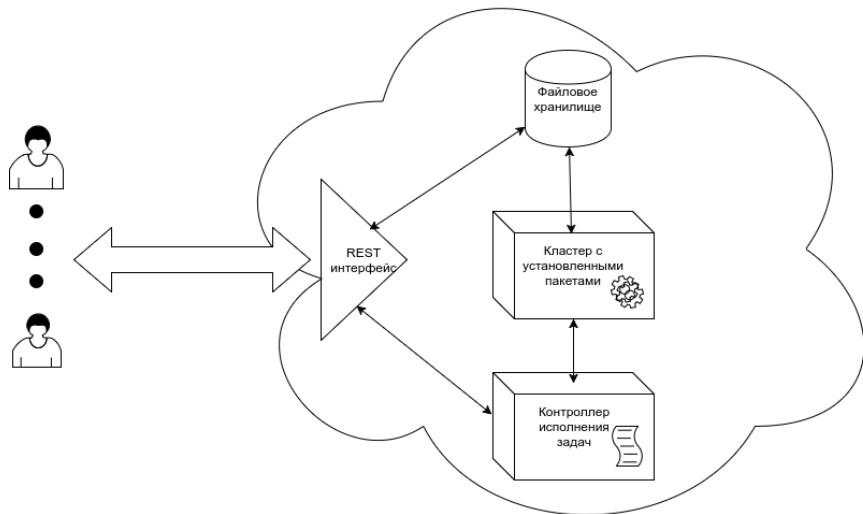 Файловое
хранилище
REST
интерфейс
Кластер с
установленными
пакетами
Контроллер
исполнения
задач